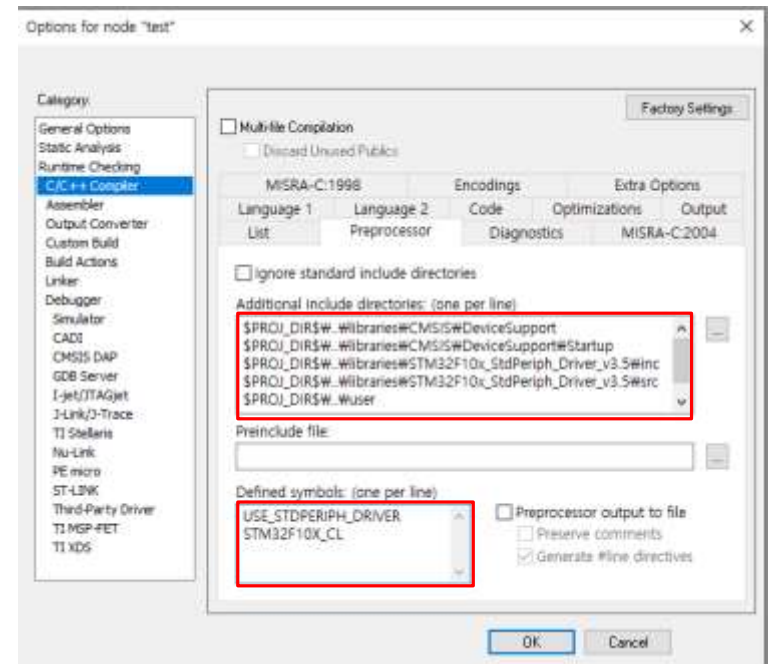 Options for node "test"
Category:
General Options
Static Analysis
Runtime Checking
C/C++ Compiler
Assembler
Output Converter
Custom Build
Build Actions
Linker
Debugger
Simulator
CADI
CMSIS DAP
GDB Server
I-jet/JTAGjet
J-Link/J-Trace
TI Stellaris
Nu-Link
PE micro
ST-LINK
Third-Party Driver
TI MSP-FET
TI XDS
Factory Settings
Multi-file Compilation
Discard Unused Publics
MISRA-C:1998 Encodings Extra Options
Language 1 Language 2 Code Optimizations Output
List Preprocessor Diagnostics MISRA-C:2004
Ignore standard include directories
Additional include directories: (one per line)
$PROJ_DIR$₩..₩libraries₩CMSIS₩DeviceSupport
$PROJ_DIR$₩..₩libraries₩CMSIS₩DeviceSupport₩Startup
$PROJ_DIR$₩..₩libraries₩STM32F10x_StdPeriph_Driver_v3.5₩inc
$PROJ_DIR$₩..₩libraries₩STM32F10x_StdPeriph_Driver_v3.5₩src
$PROJ_DIR$₩..₩user
...
Preinclude file:
...
Defined symbols: (one per line)
USE_STDPERIPH_DRIVER
STM32F10X_CL
Preprocessor output to file
Preserve comments
Generate #line directives
OK Cancel